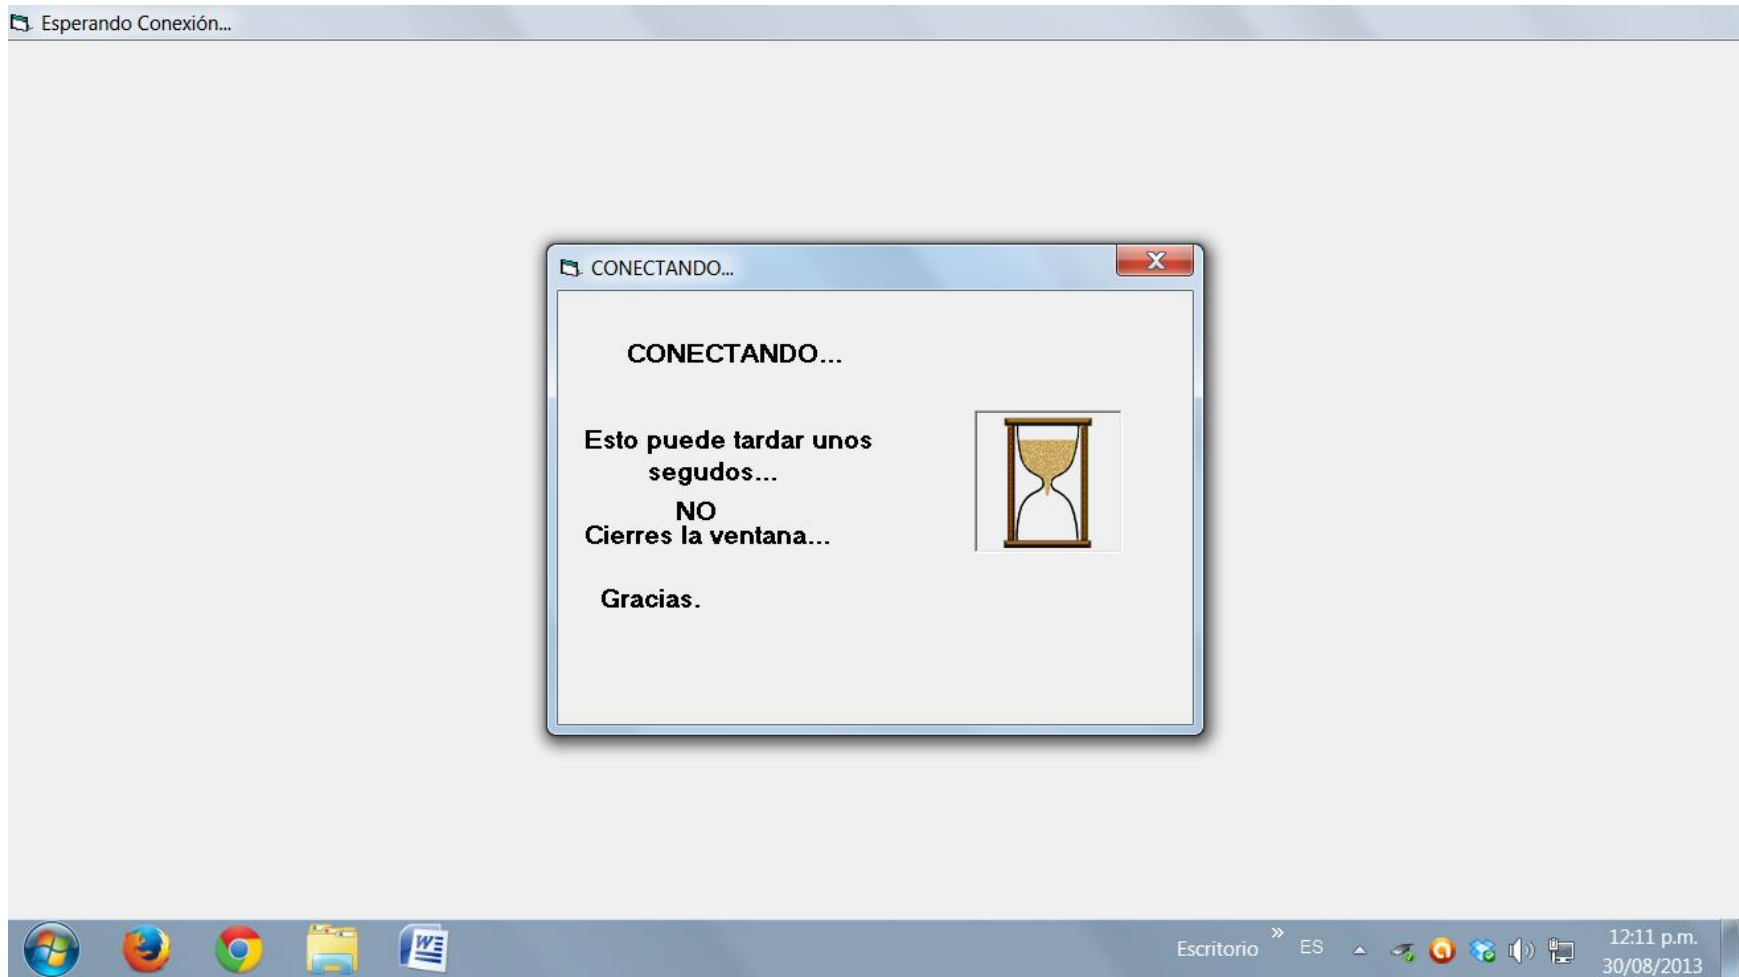 Esperando Conexión...
CONECTANDO...
CONECTANDO...
Esto puede tardar unos
segudos...
NO
Cierres la ventana...
Gracias.
Escritorio » ES
12:11 p.m.
30/08/2013